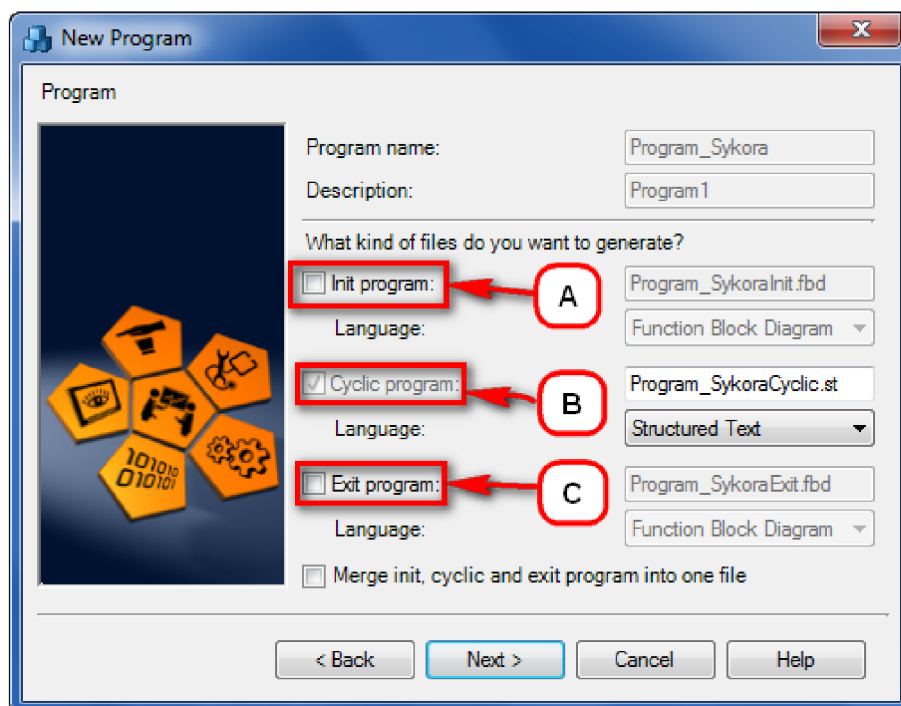 New Program
Program
Program name: Program_Sykora
Description: Program1
What kind of files do you want to generate?
Init program: A Program_SykoraInit.fbd
Language: Function Block Diagram
Cyclic program: B Program_SykoraCyclic.st
Language: Structured Text
Exit program: C Program_SykoraExit.fbd
Language: Function Block Diagram
Merge init, cyclic and exit program into one file
101010
010101
< Back Next > Cancel Help